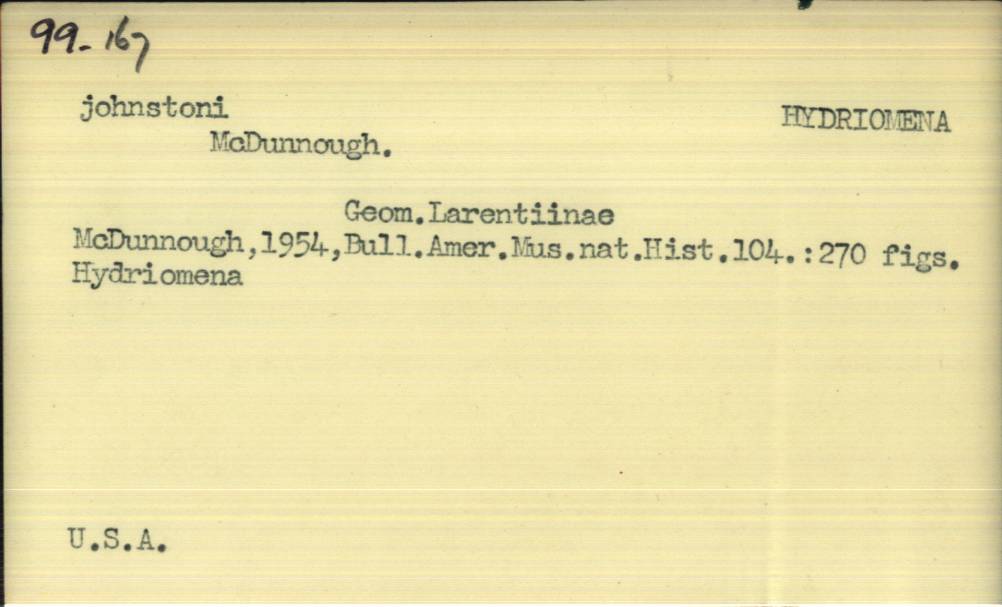 99-167
johnstoni HYDRIOMENA
McDunnough.
Geom.Larentiinae
McDunnough,1954,Bull.Amer.Mus.nat.Hist.104.:270 figs.
Hydriomena
U.S.A.